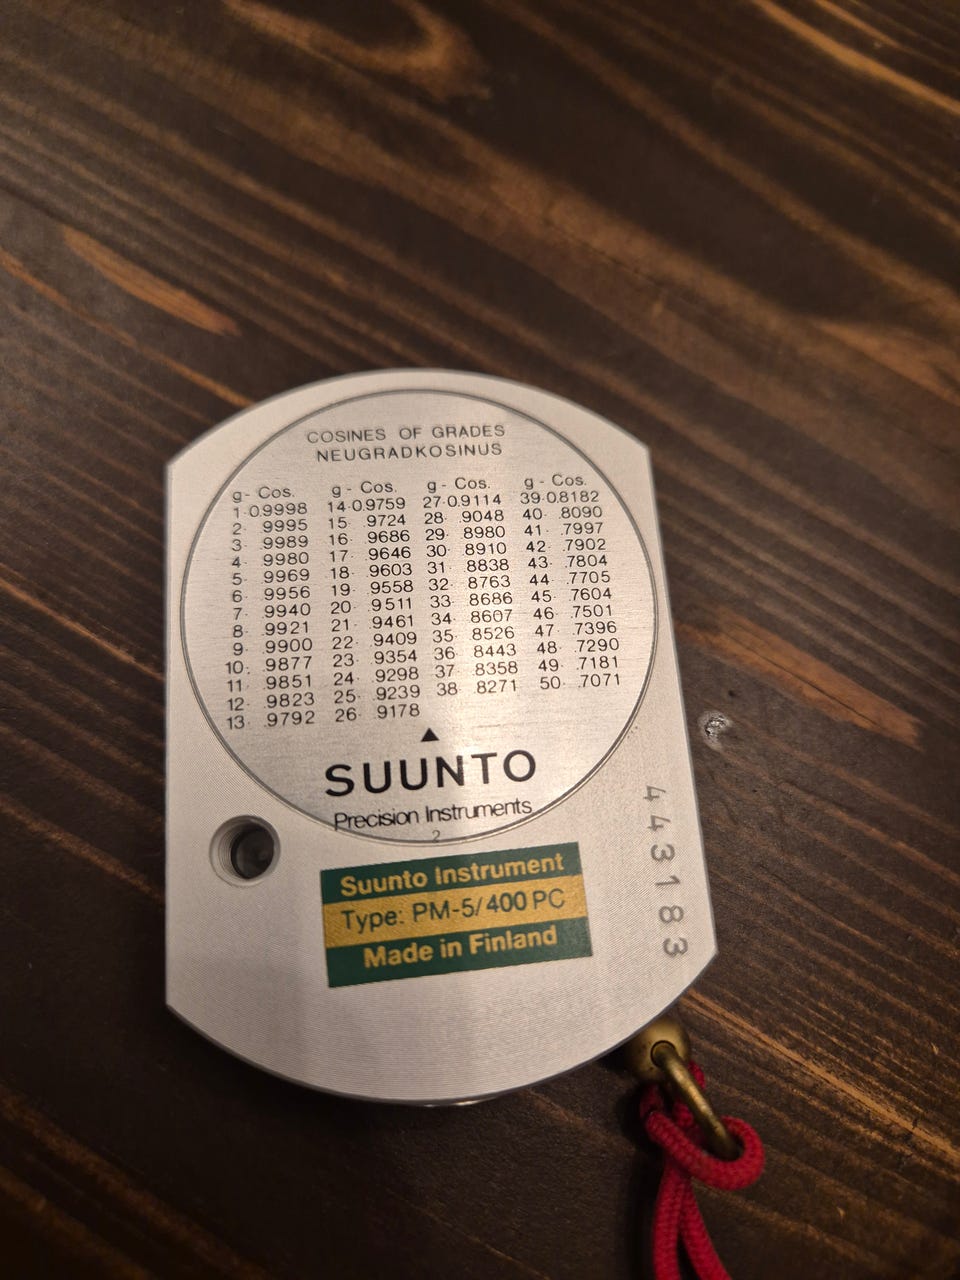 COSINES OF GRADES
NEUGRADKOSINUS
g - Cos. g - Cos. g - Cos. g - Cos.
1 0.9998 14 0.9759 27 0.9114 39 0.8182
2 .9995 15 .9724 28 .9048 40 .8090
3 .9989 16 .9686 29 .8980 41 .7997
4 .9980 17 .9646 30 .8910 42 .7902
5 .9969 18 .9603 31 .8838 43 .7804
6 .9956 19 .9558 32 .8763 44 .7705
7 .9940 20 .9511 33 .8686 45 .7604
8 .9921 21 .9461 34 .8607 46 .7501
9 .9900 22 .9409 35 .8526 47 .7396
10 .9877 23 .9354 36 .8443 48 .7290
11 .9851 24 .9298 37 .8358 49 .7181
12 .9823 25 .9239 38 .8271 50 .7071
13 .9792 26 .9178
SUUNTO
Precision Instruments
2
Suunto Instrument
Type: PM-5/400 PC
Made in Finland
443183